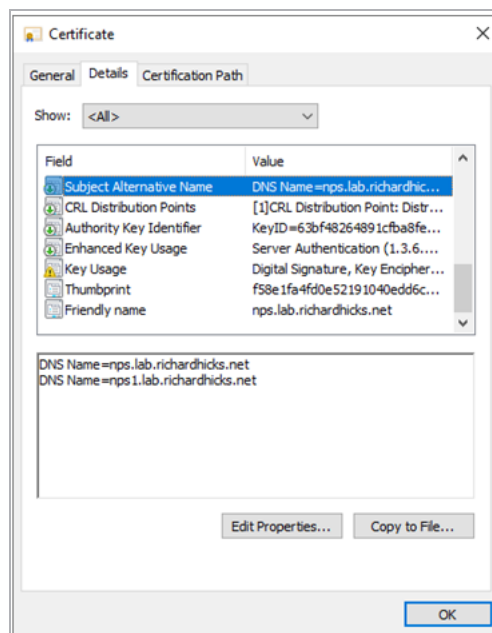 Certificate
General Details Certification Path
Show: <All>
Field Value
Subject Alternative Name DNS Name=nps.lab.richardhic...
CRL Distribution Points [1]CRL Distribution Point: Distr...
Authority Key Identifier KeyID=63bf48264891cfba8fe...
Enhanced Key Usage Server Authentication (1.3.6....
Key Usage Digital Signature, Key Encipher...
Thumbprint f58e1fa4fd0e52191040edd6c...
Friendly name nps.lab.richardhicks.net
DNS Name=nps.lab.richardhicks.net
DNS Name=nps1.lab.richardhicks.net
Edit Properties... Copy to File...
OK